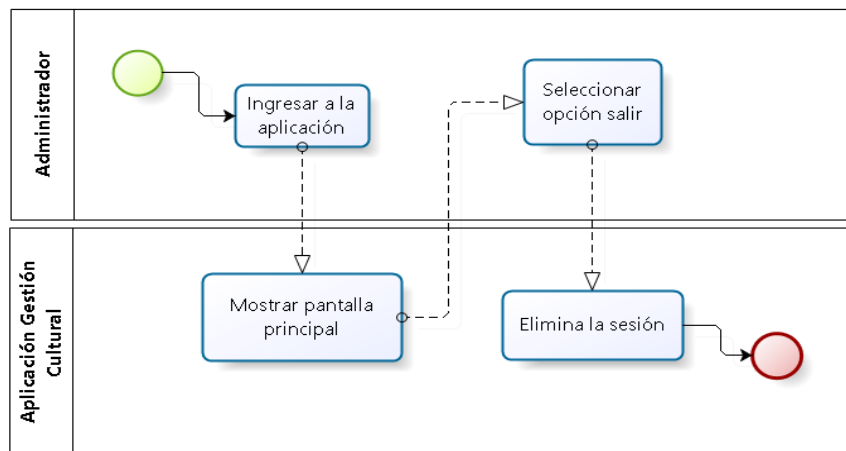 Administrador
Ingresar a la
aplicación
Seleccionar
opción salir
Aplicación Gestión
Cultural
Mostrar pantalla
principal
Elimina la sesión